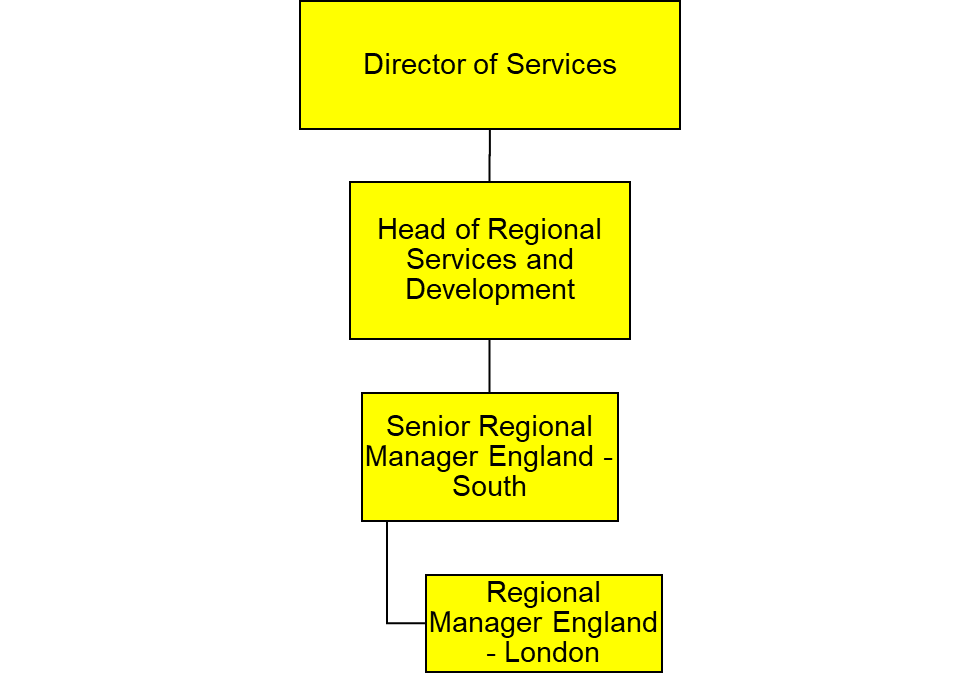 Director of Services
Head of Regional
Services and
Development
Senior Regional
Manager England -
South
Regional
Manager England
- London